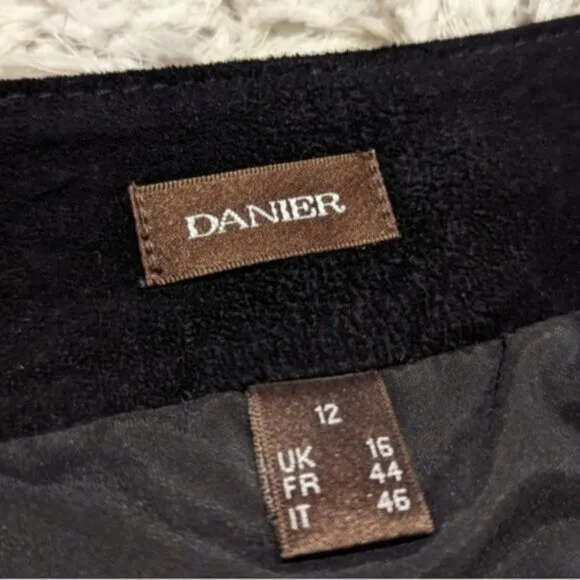 DANIER
12
UK 16
FR 44
IT 46